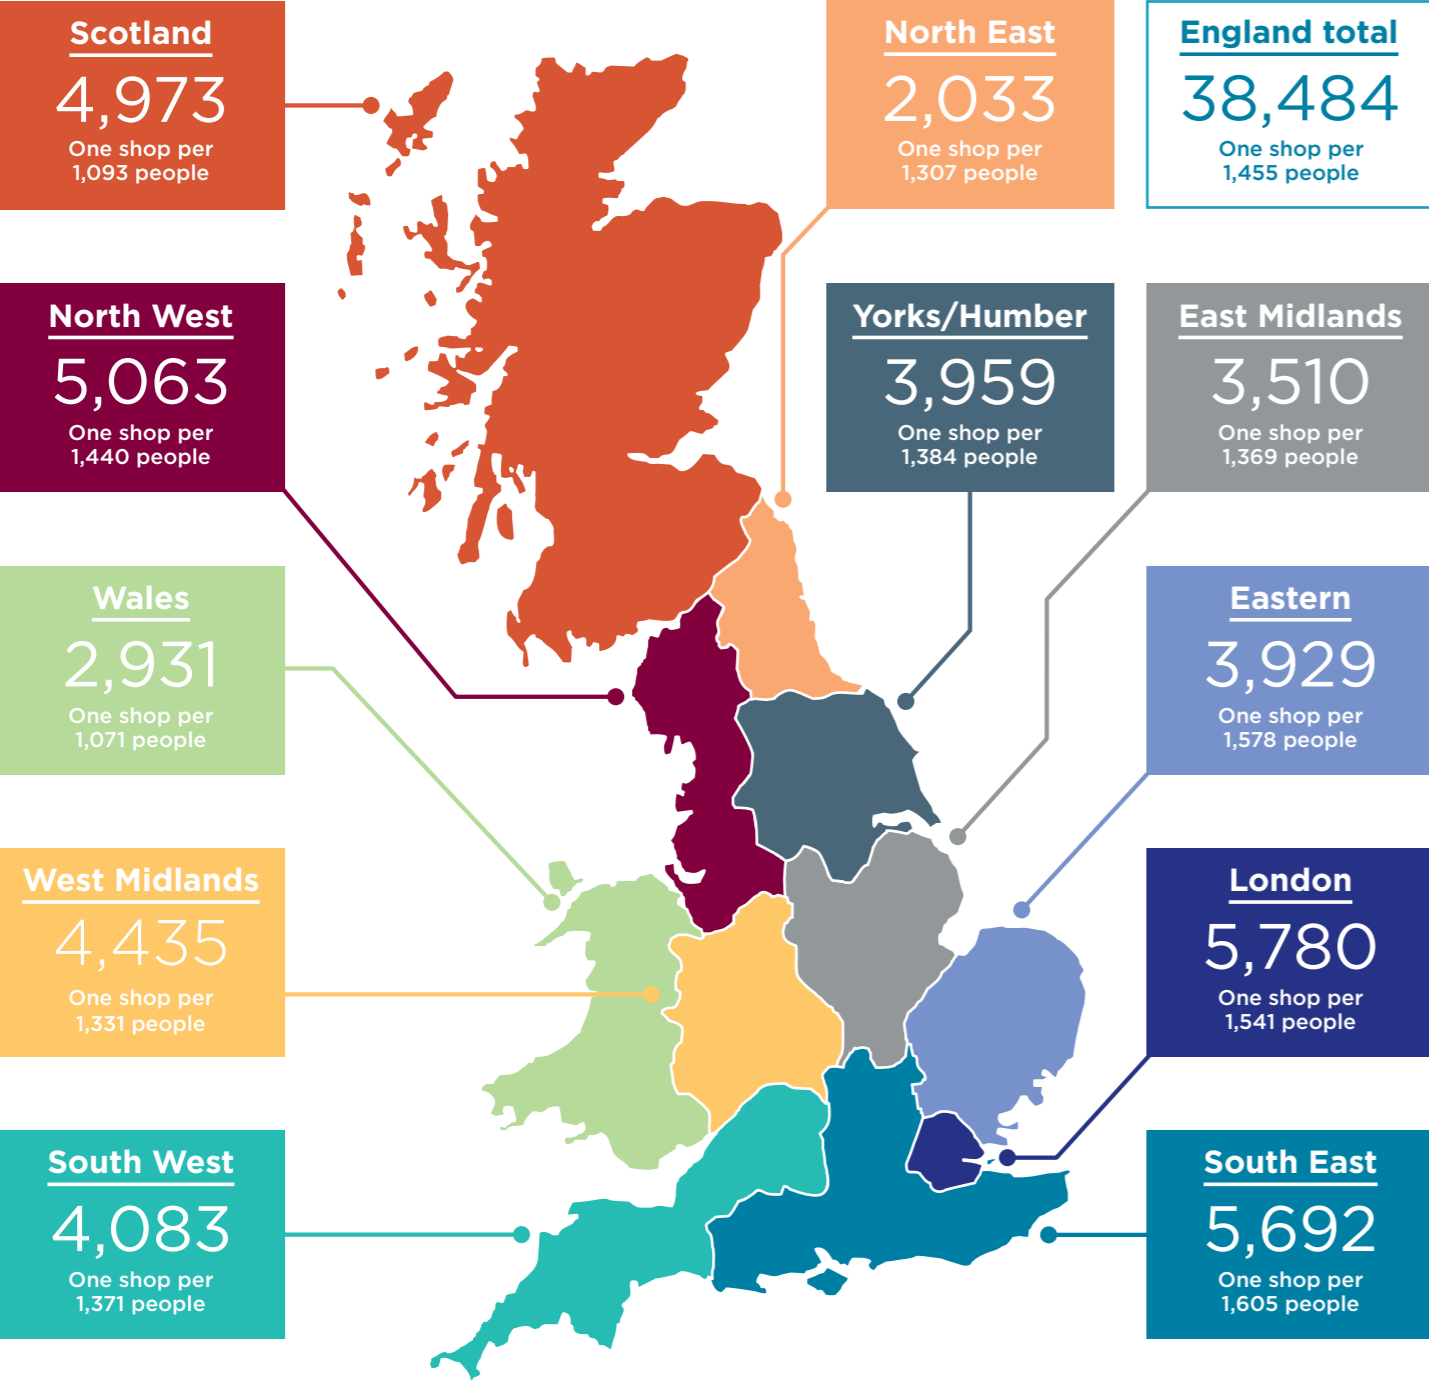 Scotland
4,973
One shop per
1,093 people
North East
2,033
One shop per
1,307 people
England total
38,484
One shop per
1,455 people
North West
5,063
One shop per
1,440 people
Yorks/Humber
3,959
One shop per
1,384 people
East Midlands
3,510
One shop per
1,369 people
Wales
2,931
One shop per
1,071 people
Eastern
3,929
One shop per
1,578 people
West Midlands
4,435
One shop per
1,331 people
London
5,780
One shop per
1,541 people
South West
4,083
One shop per
1,371 people
South East
5,692
One shop per
1,605 people